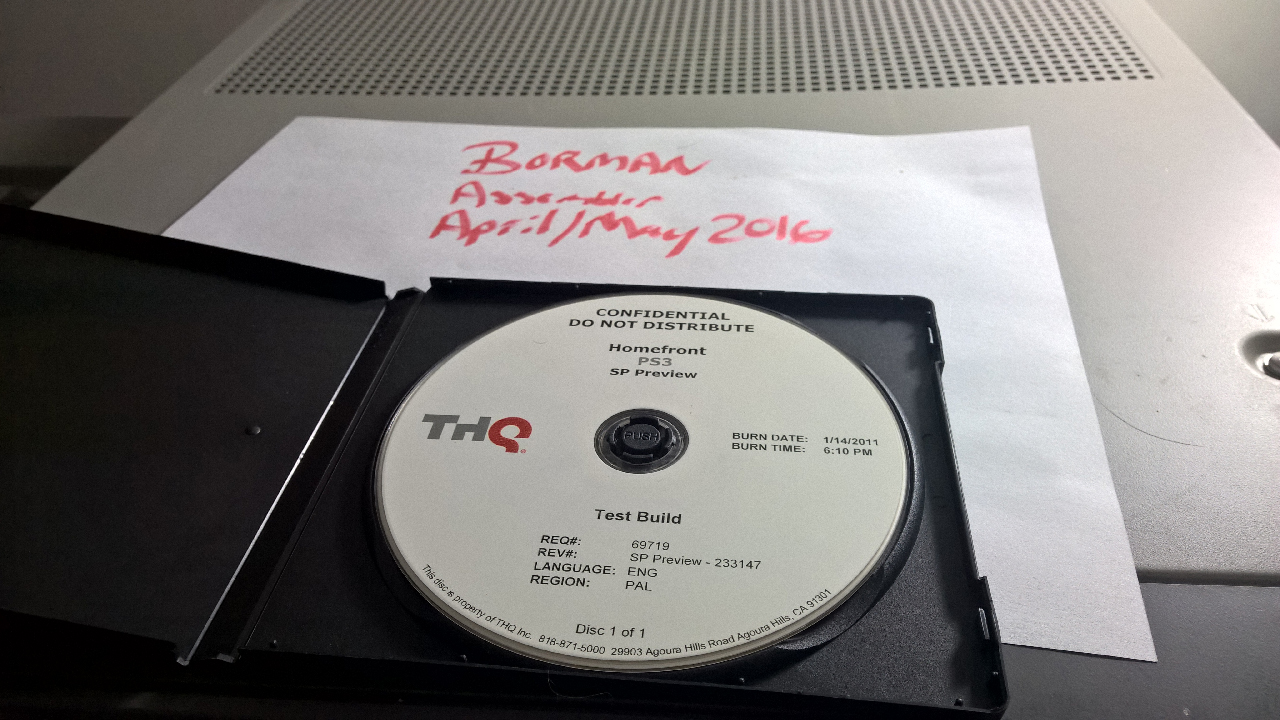 BORMAN
Assembler
April/May 2016
CONFIDENTIAL
DO NOT DISTRIBUTE
Homefront
PS3
SP Preview
THQ
PUSH
BURN DATE: 1/14/2011
BURN TIME: 6:10 PM
Test Build
REQ#: 69719
REV#: SP Preview - 233147
LANGUAGE: ENG
REGION: PAL
Disc 1 of 1
This disc is property of THQ Inc. 818-871-5000 29903 Agoura Hills Road Agoura Hills, CA 91301